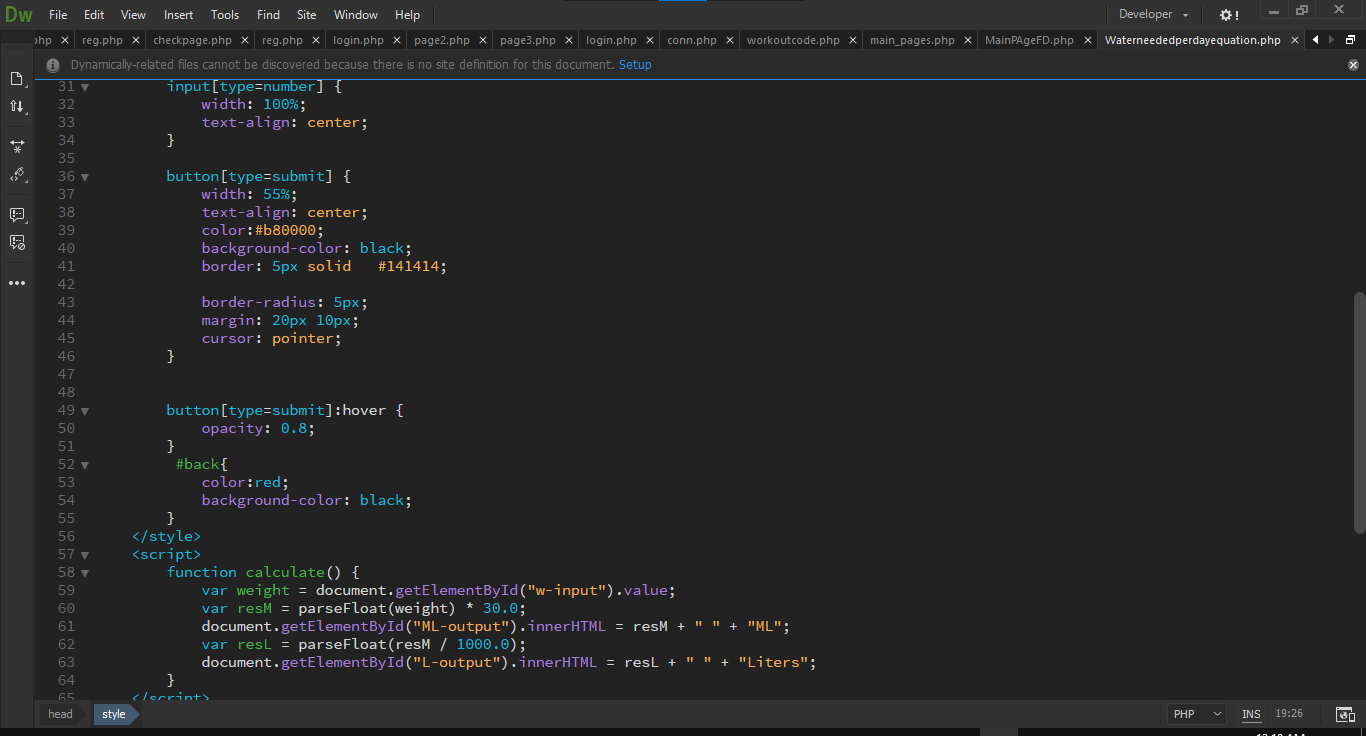 Dw File Edit View Insert Tools Find Site Window Help Developer !
php reg.php checkpage.php reg.php login.php page2.php page3.php login.php conn.php workoutcode.php main_pages.php MainPAgeFD.php Waterneededperdayequation.php
Dynamically-related files cannot be discovered because there is no site definition for this document. Setup
31 input[type=number] {
32 width: 100%;
33 text-align: center;
34 }
35
36 button[type=submit] {
37 width: 55%;
38 text-align: center;
39 color:#b80000;
40 background-color: black;
41 border: 5px solid   #141414;
42
43 border-radius: 5px;
44 margin: 20px 10px;
45 cursor: pointer;
46 }
47
48
49 button[type=submit]:hover {
50 opacity: 0.8;
51 }
52 #back{
53 color:red;
54 background-color: black;
55 }
56 </style>
57 <script>
58 function calculate() {
59 var weight = document.getElementById("w-input").value;
60 var resM = parseFloat(weight) * 30.0;
61 document.getElementById("ML-output").innerHTML = resM + " " + "ML";
62 var resL = parseFloat(resM / 1000.0);
63 document.getElementById("L-output").innerHTML = resL + " " + "Liters";
64 }
65 </script>
head style PHP INS 19:26